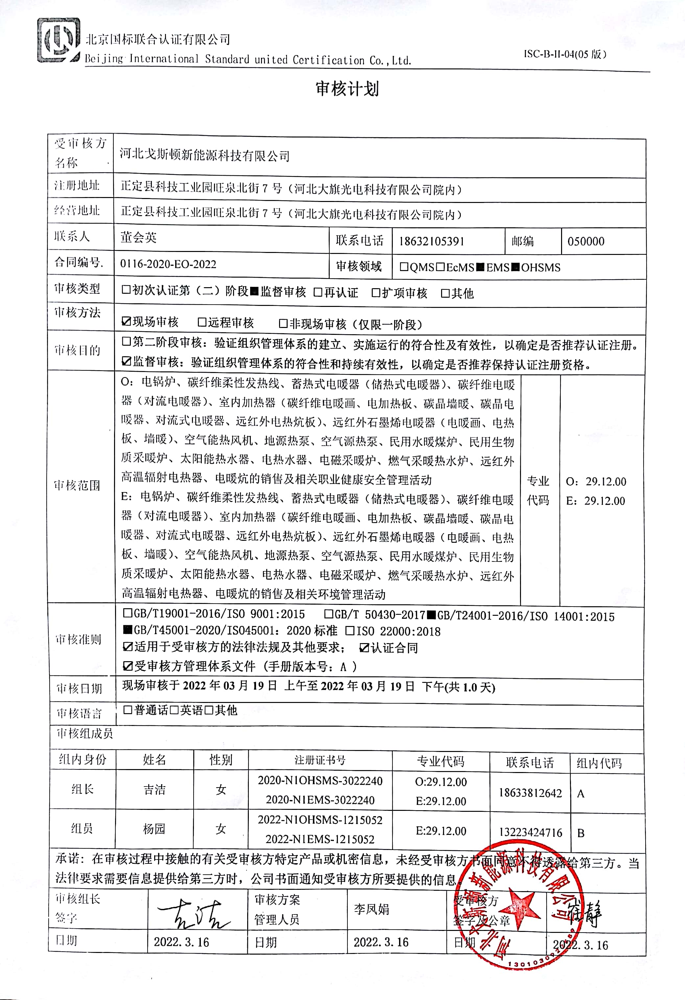 北京国标联合认证有限公司
Beijing International Standard united Certification Co.,Ltd.
ISC-B-II-04(05 版)
审核计划
受审核方
名称
河北戈斯顿新能源科技有限公司
注册地址
正定县科技工业园旺泉北街 7 号（河北大旗光电科技有限公司院内）
经营地址
正定县科技工业园旺泉北街 7 号（河北大旗光电科技有限公司院内）
联系人
董会英
联系电话
18632105391
邮编
050000
合同编号.
0116-2020-EO-2022
审核领域
□QMS□EcMS■EMS■OHSMS
审核类型
□初次认证第（二）阶段■监督审核 □再认证 □扩项审核 □其他
审核方法
☑现场审核 □远程审核 □非现场审核（仅限一阶段）
审核目的
□第二阶段审核：验证组织管理体系的建立、实施运行的符合性及有效性，以确定是否推荐认证注册。
☑监督审核：验证组织管理体系的符合性和持续有效性，以确定是否推荐保持认证注册资格。
审核范围
O：电锅炉、碳纤维柔性发热线、蓄热式电暖器（储热式电暖器）、碳纤维电暖
器（对流电暖器）、室内加热器（碳纤维电暖画、电加热板、碳晶墙暖、碳晶电
暖器、对流式电暖器、远红外电热炕板）、远红外石墨烯电暖器（电暖画、电热
板、墙暖）、空气能热风机、地源热泵、空气源热泵、民用水暖煤炉、民用生物
质采暖炉、太阳能热水器、电热水器、电磁采暖炉、燃气采暖热水炉、远红外
高温辐射电热器、电暖炕的销售及相关职业健康安全管理活动
E：电锅炉、碳纤维柔性发热线、蓄热式电暖器（储热式电暖器）、碳纤维电暖
器（对流电暖器）、室内加热器（碳纤维电暖画、电加热板、碳晶墙暖、碳晶电
暖器、对流式电暖器、远红外电热炕板）、远红外石墨烯电暖器（电暖画、电热
板、墙暖）、空气能热风机、地源热泵、空气源热泵、民用水暖煤炉、民用生物
质采暖炉、太阳能热水器、电热水器、电磁采暖炉、燃气采暖热水炉、远红外
高温辐射电热器、电暖炕的销售及相关环境管理活动
专业
代码
O：29.12.00
E：29.12.00
审核准则
□GB/T19001-2016/ISO 9001:2015 □GB/T 50430-2017■GB/T24001-2016/ISO 14001:2015
■GB/T45001-2020/ISO45001：2020 标准 □ISO 22000:2018
☑适用于受审核方的法律法规及其他要求； ☑认证合同
☑受审核方管理体系文件（手册版本号：A ）
审核日期
现场审核于 2022 年 03 月 19 日 上午至 2022 年 03 月 19 日 下午(共 1.0 天)
审核语言
□普通话□英语□其他
审核组成员
组内身份 姓名 性别 注册证书号 专业代码 联系电话 组内代码
组长 吉洁 女
2020-N1OHSMS-3022240
2020-N1EMS-3022240
O:29.12.00
E:29.12.00
18633812642 A
组员 杨园 女
2022-N1OHSMS-1215052
2022-N1EMS-1215052
E:29.12.00
13223424716 B
承诺：在审核过程中接触的有关受审核方特定产品或机密信息，未经受审核方书面同意不得透露给第三方。当
法律要求需要信息提供给第三方时，公司书面通知受审核方所要提供的信息。
审核组长
签字
吉洁
审核方案
管理人员
李凤娟
受审核方
签字及公章
崔静
日期
2022.3.16
日期
2022.3.16
日期
2022.3.16
河北戈斯顿新能源科技有限公司